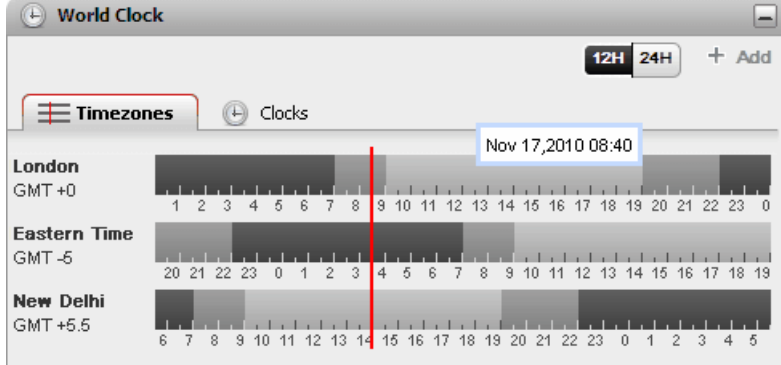 World Clock
12H 24H + Add
Timezones Clocks
Nov 17,2010 08:40
London
GMT +0
1 2 3 4 5 6 7 8 9 10 11 12 13 14 15 16 17 18 19 20 21 22 23 0
Eastern Time
GMT -5
20 21 22 23 0 1 2 3 4 5 6 7 8 9 10 11 12 13 14 15 16 17 18 19
New Delhi
GMT +5.5
6 7 8 9 10 11 12 13 14 15 16 17 18 19 20 21 22 23 0 1 2 3 4 5